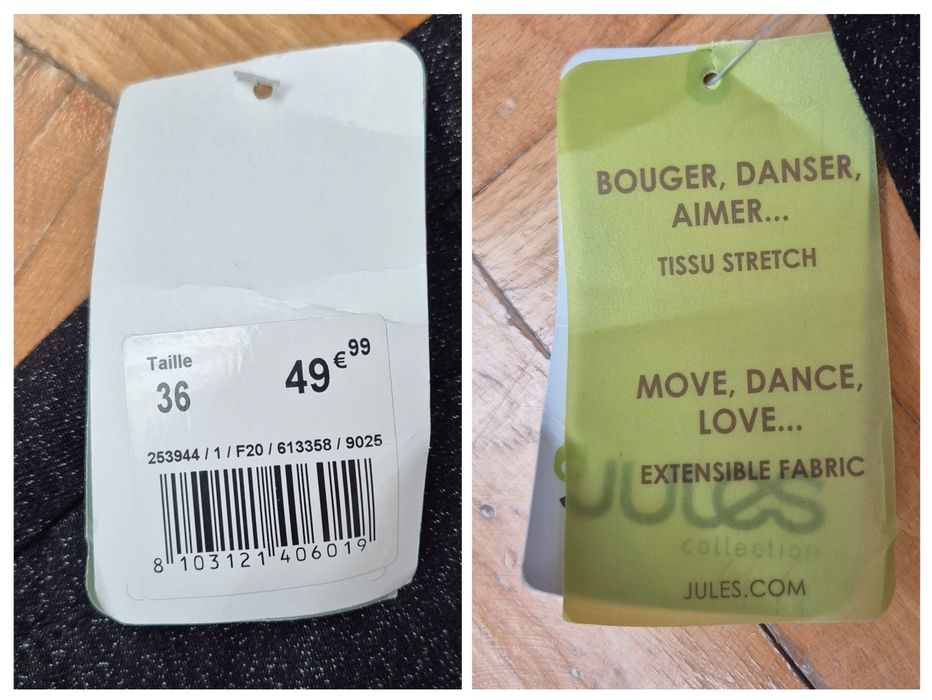 Taille
36
49€99
253944 / 1 / F20 / 613358 / 9025
8 103121 406019
BOUGER, DANSER,
AIMER...
TISSU STRETCH
MOVE, DANCE,
LOVE...
EXTENSIBLE FABRIC
JULES
collection
JULES.COM